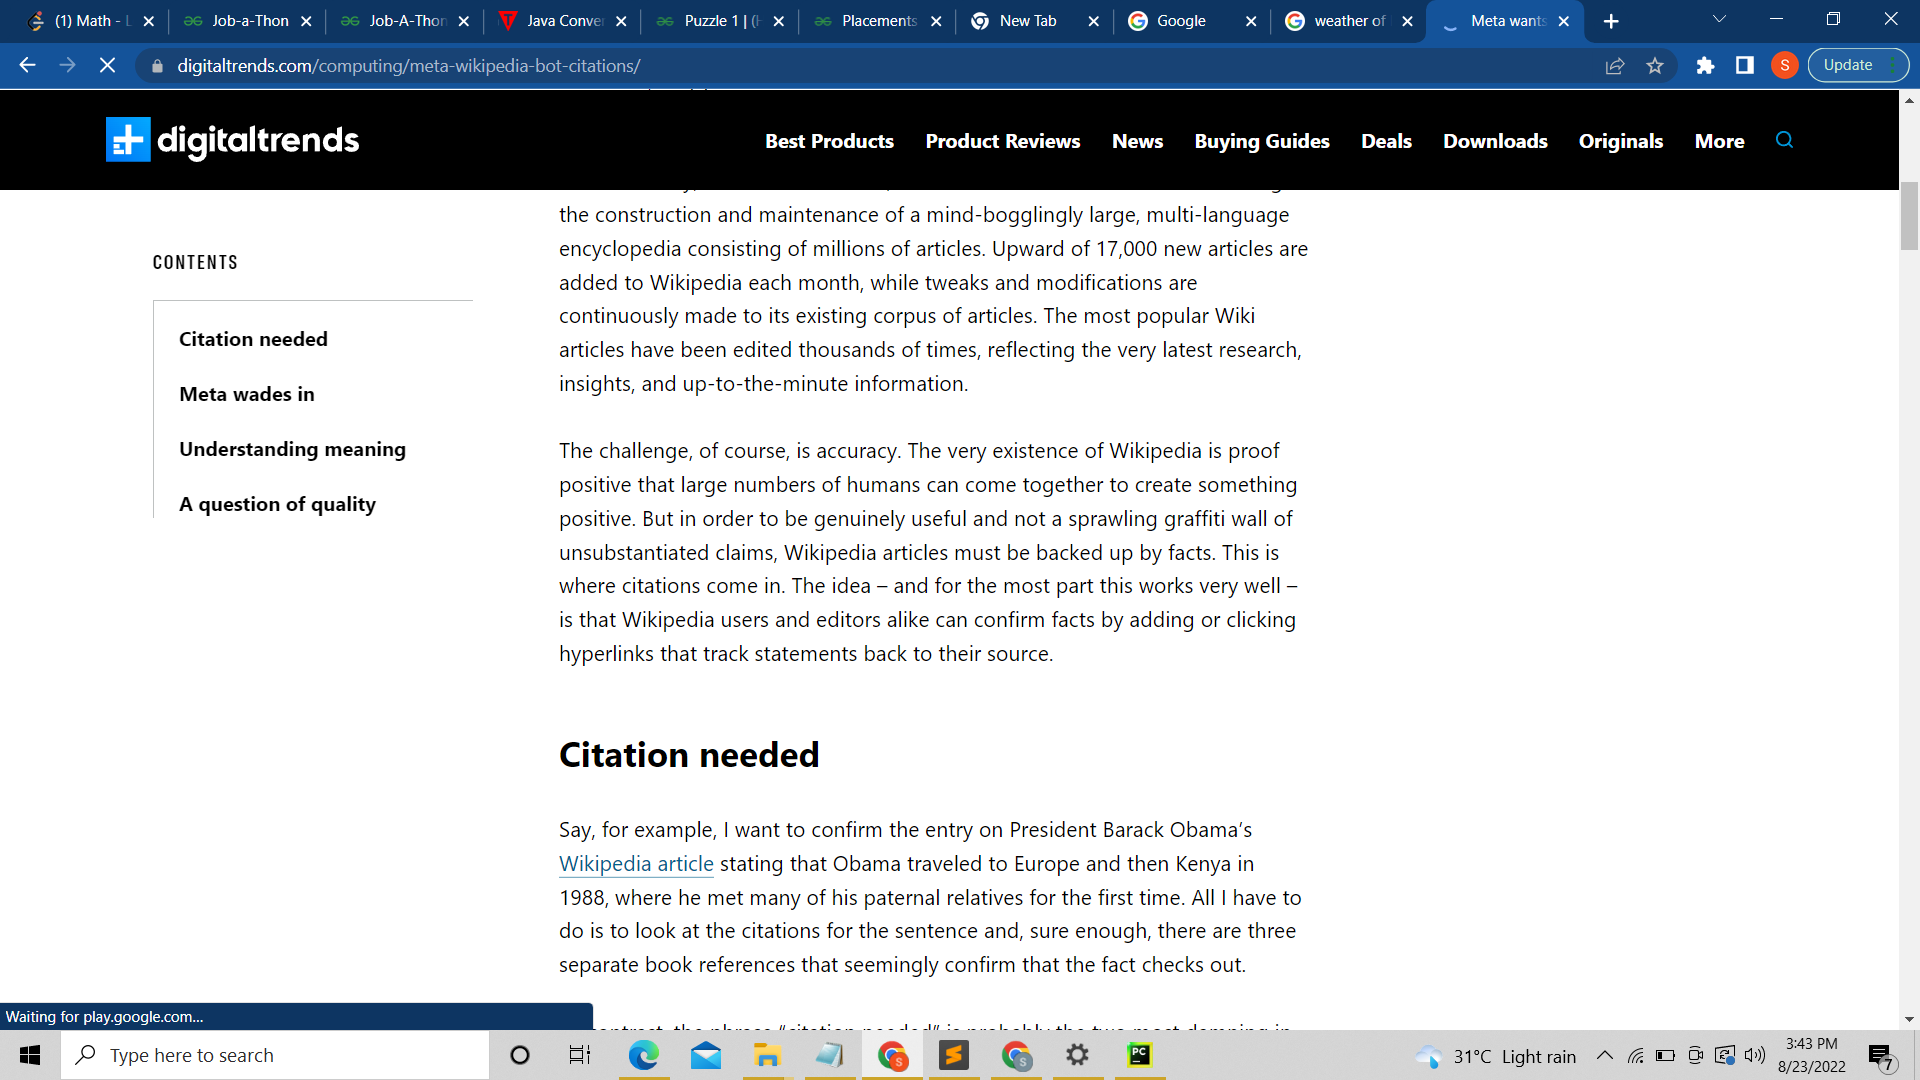 (1) Math - L
Job-a-Thon
Job-A-Thon
Java Conver
Puzzle 1 | (H
Placements
New Tab
Google
weather of
Meta wants
digitaltrends.com/computing/meta-wikipedia-bot-citations/
S
Update
digitaltrends
Best Products
Product Reviews
News
Buying Guides
Deals
Downloads
Originals
More
CONTENTS
Citation needed
Meta wades in
Understanding meaning
A question of quality
the construction and maintenance of a mind-bogglingly large, multi-language
encyclopedia consisting of millions of articles. Upward of 17,000 new articles are
added to Wikipedia each month, while tweaks and modifications are
continuously made to its existing corpus of articles. The most popular Wiki
articles have been edited thousands of times, reflecting the very latest research,
insights, and up-to-the-minute information.
The challenge, of course, is accuracy. The very existence of Wikipedia is proof
positive that large numbers of humans can come together to create something
positive. But in order to be genuinely useful and not a sprawling graffiti wall of
unsubstantiated claims, Wikipedia articles must be backed up by facts. This is
where citations come in. The idea – and for the most part this works very well –
is that Wikipedia users and editors alike can confirm facts by adding or clicking
hyperlinks that track statements back to their source.
Citation needed
Say, for example, I want to confirm the entry on President Barack Obama’s
Wikipedia article stating that Obama traveled to Europe and then Kenya in
1988, where he met many of his paternal relatives for the first time. All I have to
do is to look at the citations for the sentence and, sure enough, there are three
separate book references that seemingly confirm that the fact checks out.
contrast, the phrase “citation needed” is probably the two most damning in
Waiting for play.google.com...
Type here to search
31°C Light rain
3:43 PM
8/23/2022
7